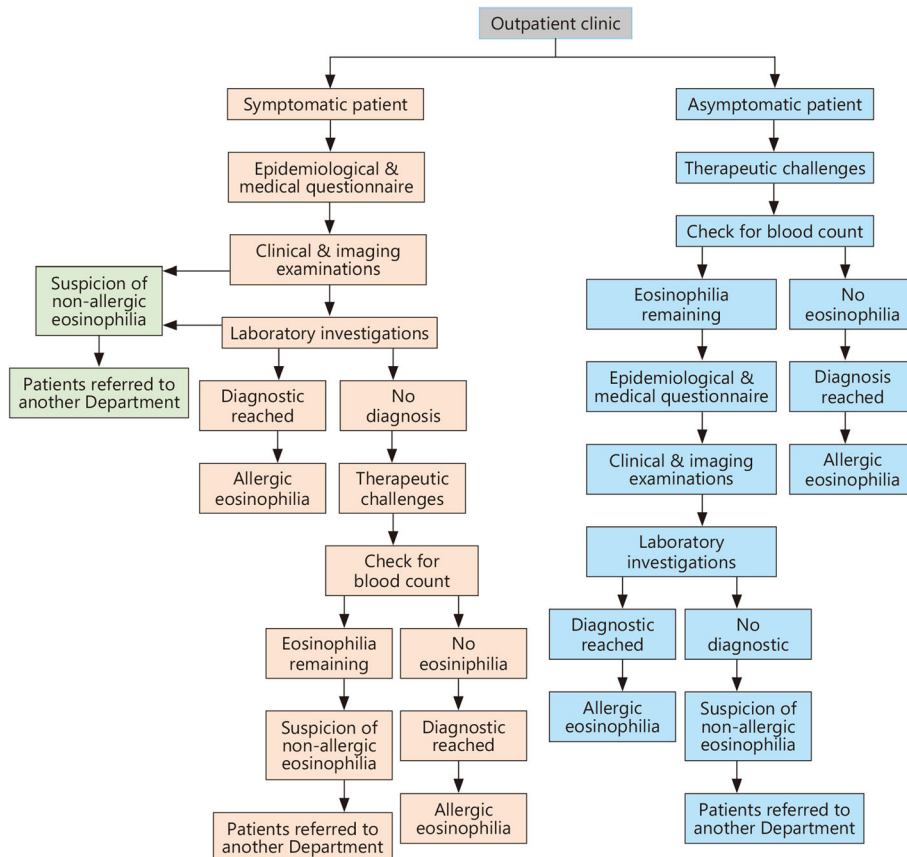 Outpatient clinic
Symptomatic patient
Asymptomatic patient
Epidemiological &
medical questionnaire
Therapeutic challenges
Clinical & imaging
examinations
Check for blood count
Suspicion of
non-allergic
eosinophilia
Eosinophilia
remaining
No
eosinophilia
Laboratory investigations
Patients referred to
another Department
Diagnostic
reached
No
diagnosis
Epidemiological &
medical questionnaire
Diagnosis
reached
Allergic
eosinophilia
Therapeutic
challenges
Clinical & imaging
examinations
Allergic
eosinophilia
Check for
blood count
Laboratory
investigations
Eosinophilia
remaining
No
eosiniphilia
Diagnostic
reached
No
diagnostic
Suspicion of
non-allergic
eosinophilia
Diagnostic
reached
Allergic
eosinophilia
Suspicion of
non-allergic
eosinophilia
Patients referred to
another Department
Allergic
eosinophilia
Patients referred to
another Department